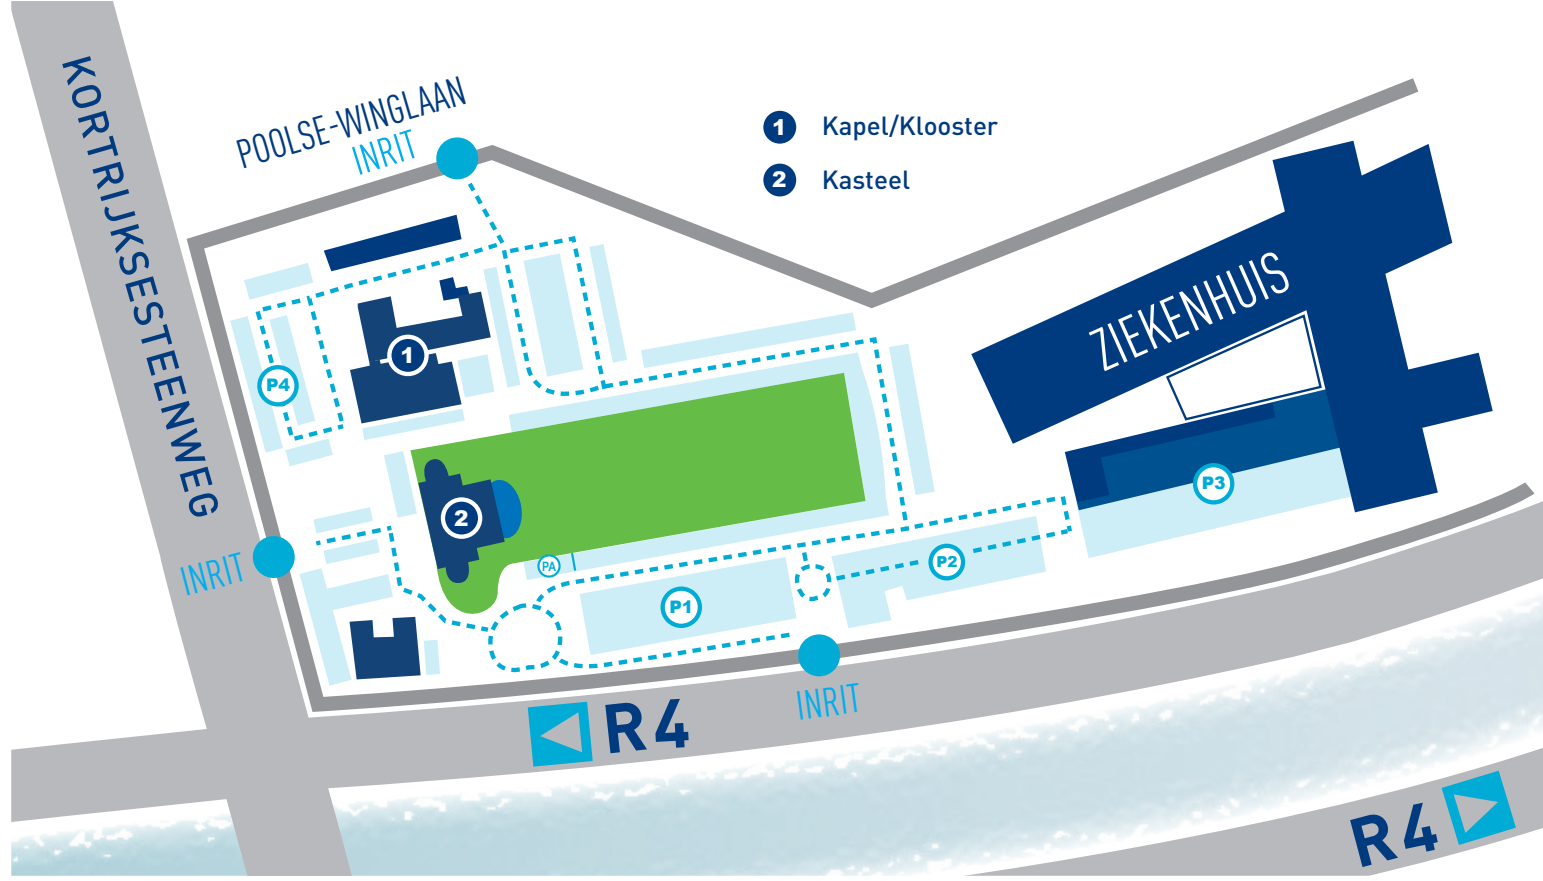 KORTRIJKSESTEENWEG
POOLSE-WINGLAAN
INRIT
1 Kapel/Klooster
2 Kasteel
ZIEKENHUIS
1
P4
P3
2
INRIT
PA
P2
P1
INRIT
R4
R4